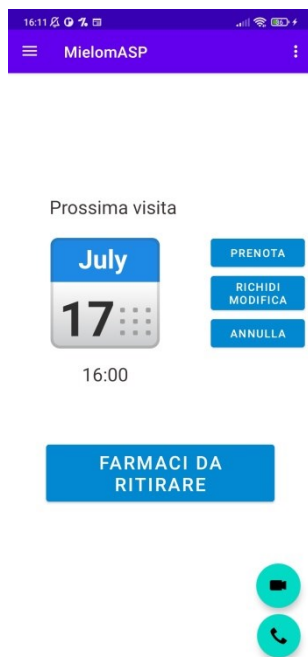 16:11
MielomASP
Prossima visita
July
17
PRENOTA
RICHIDI
MODIFICA
ANNULLA
16:00
FARMACI DA
RITIRARE